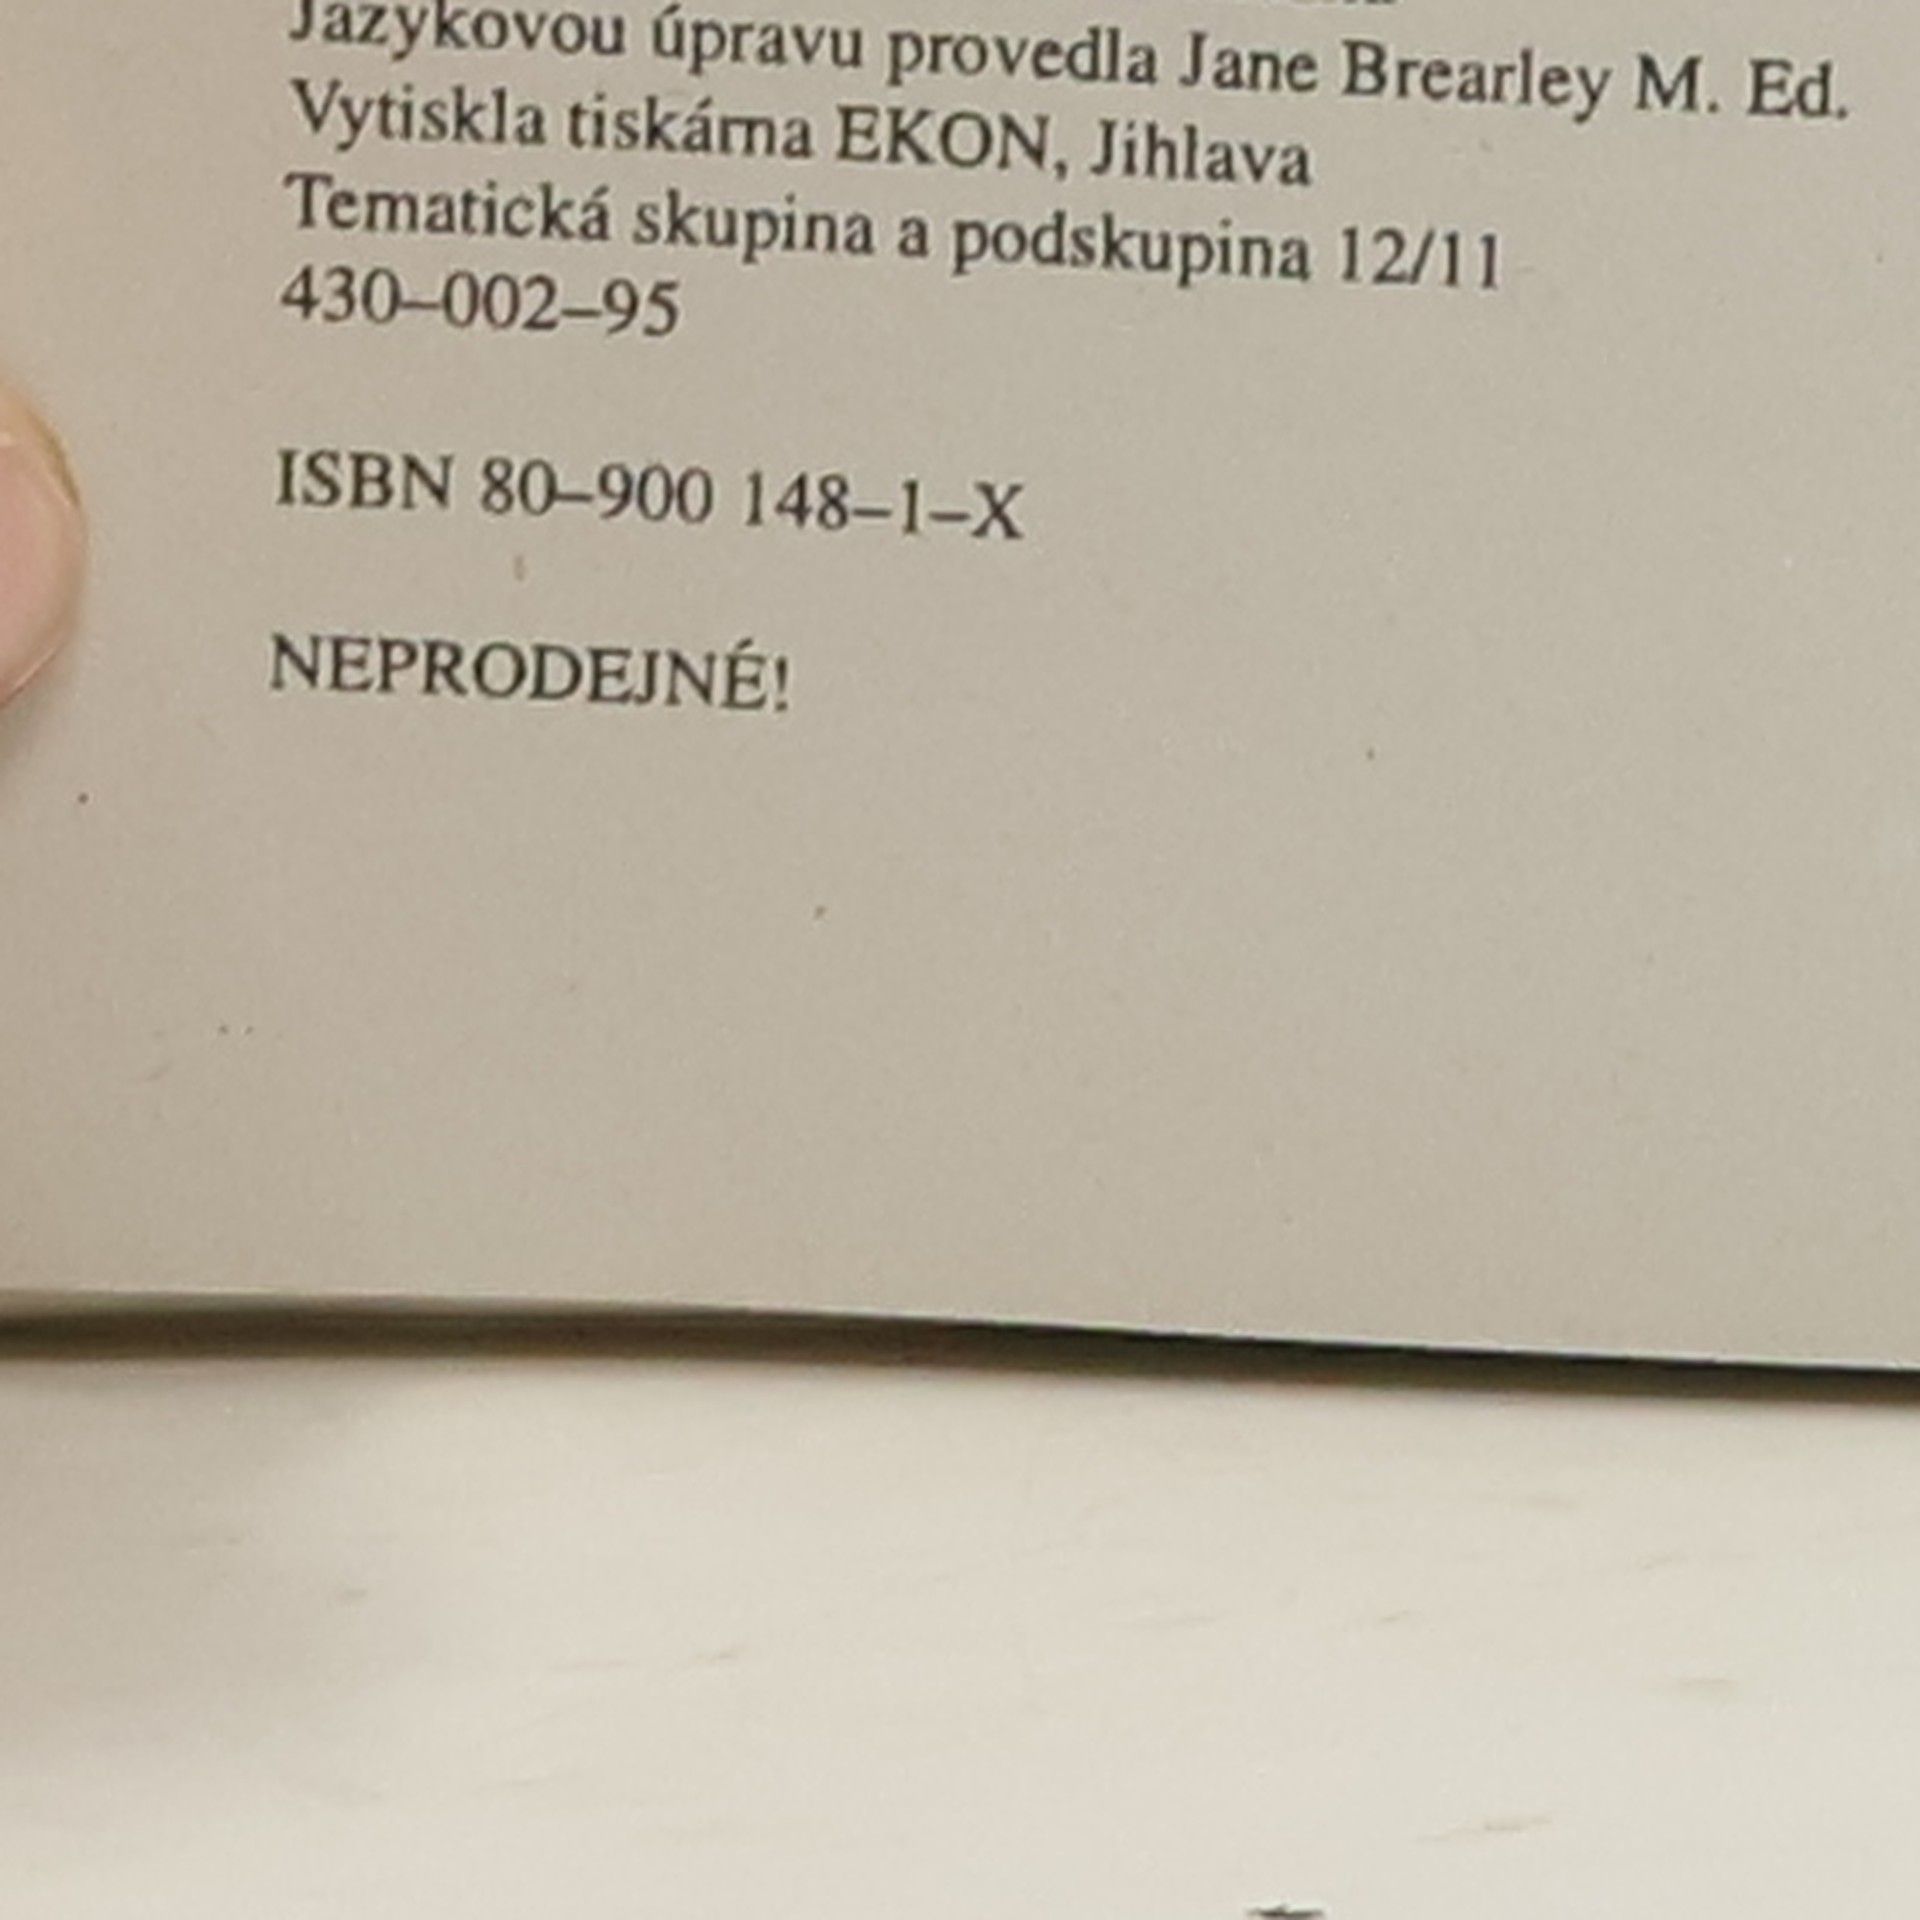 Jazykovou úpravu provedla Jane Brearley M. Ed.
Vytiskla tiskárna EKON, Jihlava
Tematická skupina a podskupina 12/11
430–002–95
ISBN 80–900 148–1–X
NEPRODEJNÉ!